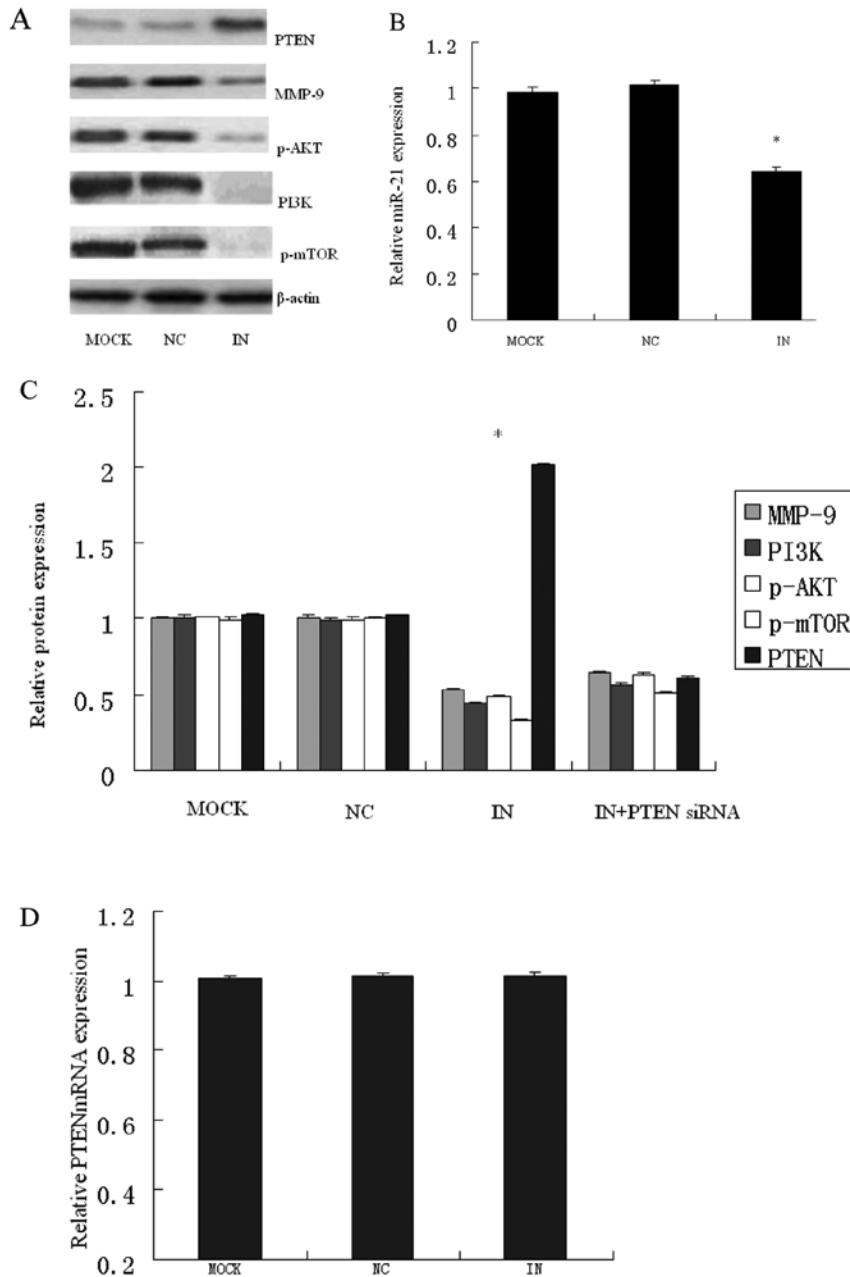 A
PTEN
MMP-9
p-AKT
PI3K
p-mTOR
β-actin
MOCK NC IN
B
Relative miR-21 expression
1.2
1
0.8
0.6
0.4
0.2
0
*
MOCK NC IN
C
Relative protein expression
2.5
2
1.5
1
0.5
0
*
MOCK NC IN IN+PTEN siRNA
MMP-9
PI3K
p-AKT
p-mTOR
PTEN
D
Relative PTENmRNA expression
1.2
1
0.8
0.6
0.4
0.2
MOCK NC IN